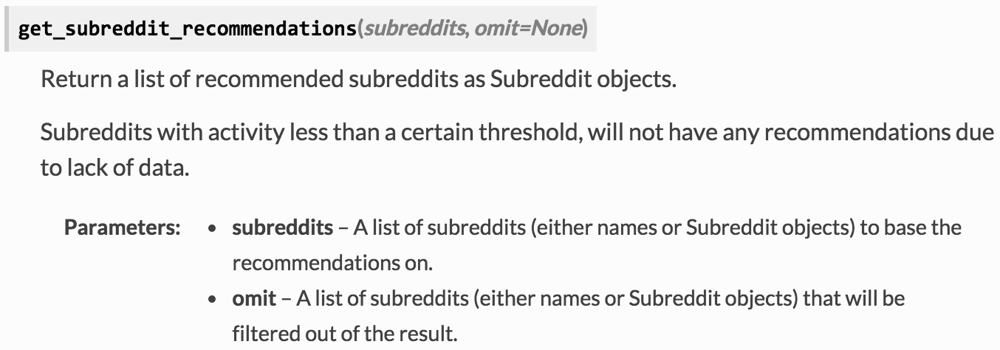 get_subreddit_recommendations(subreddits, omit=None)
Return a list of recommended subreddits as Subreddit objects.
Subreddits with activity less than a certain threshold, will not have any recommendations due
to lack of data.
Parameters: • subreddits – A list of subreddits (either names or Subreddit objects) to base the
recommendations on.
• omit – A list of subreddits (either names or Subreddit objects) that will be
filtered out of the result.